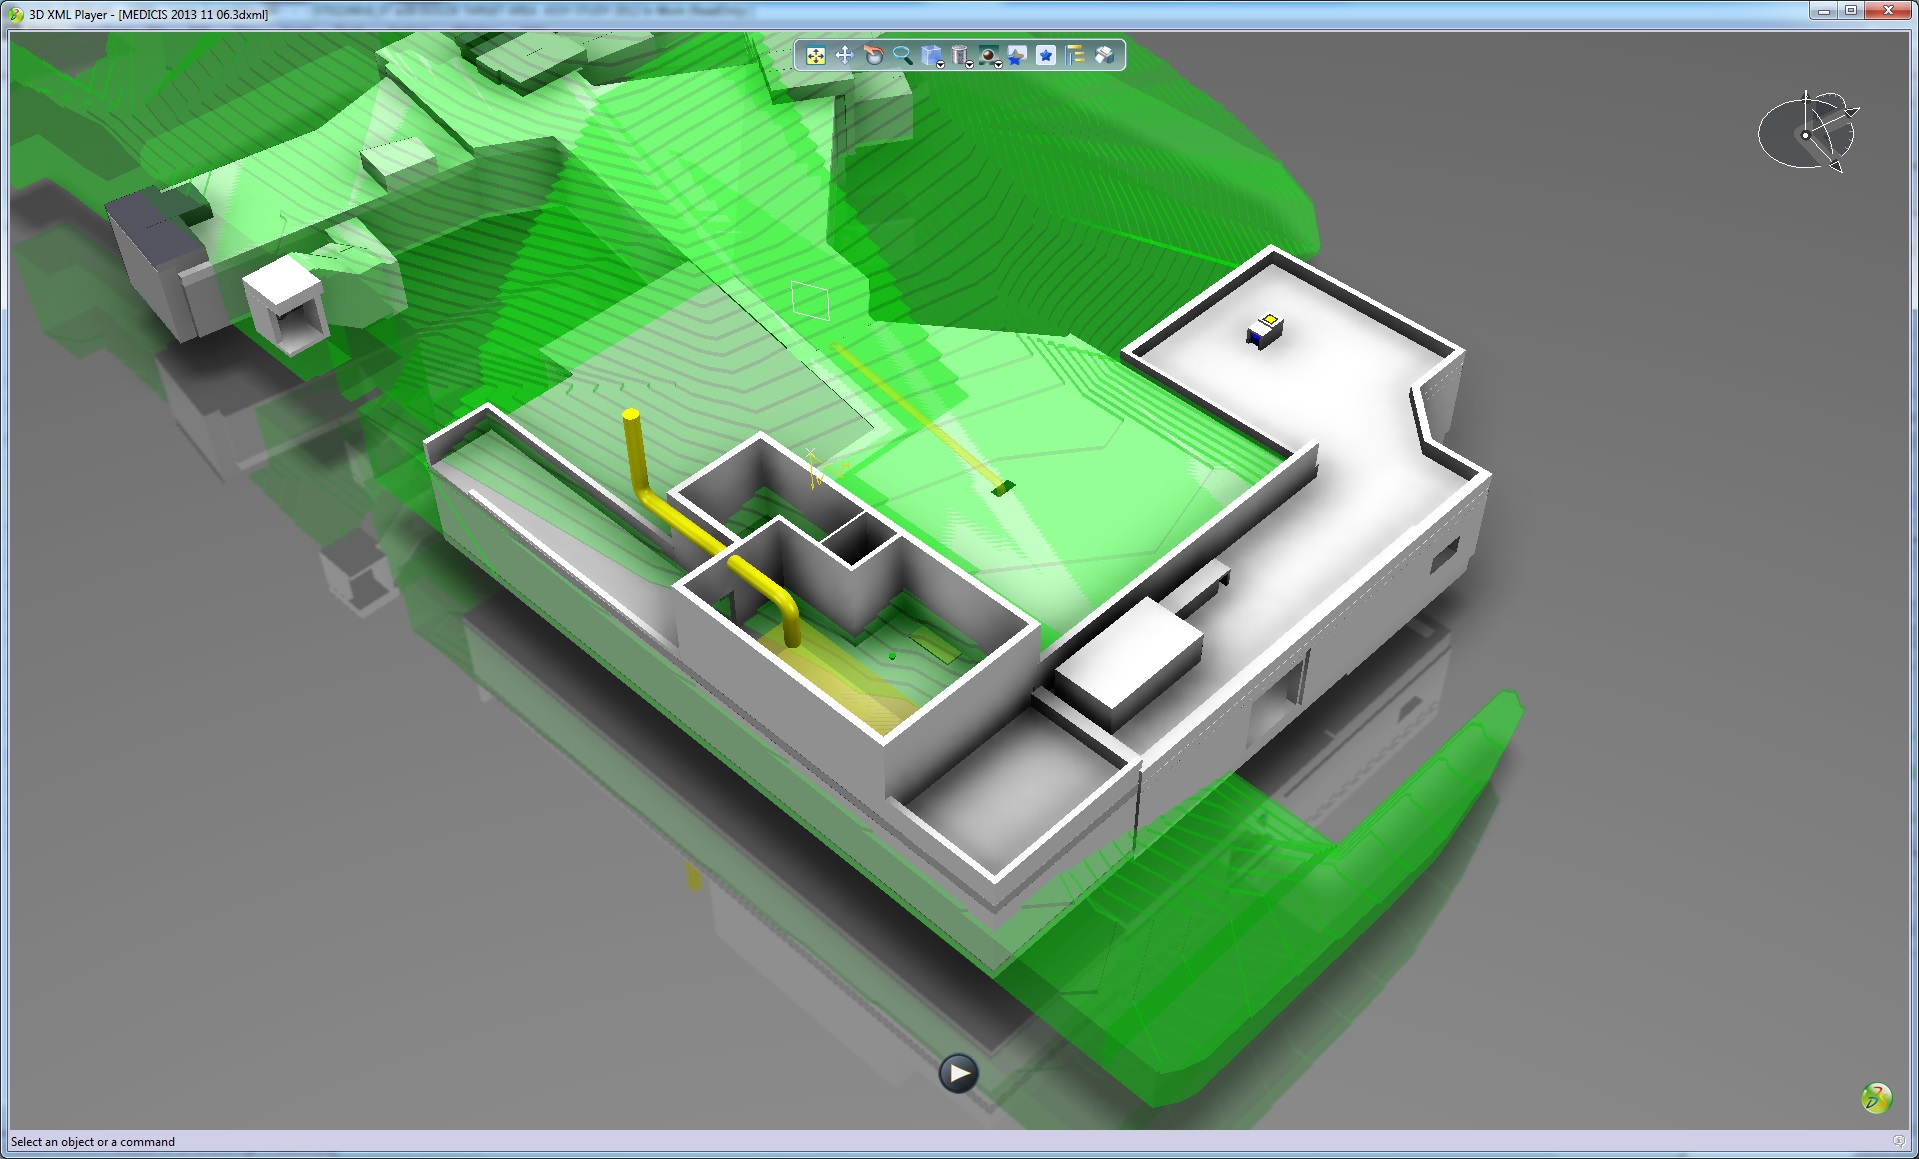 3D XML Player - [MEDICIS 2013 11 06.3dxml]
Select an object or a command